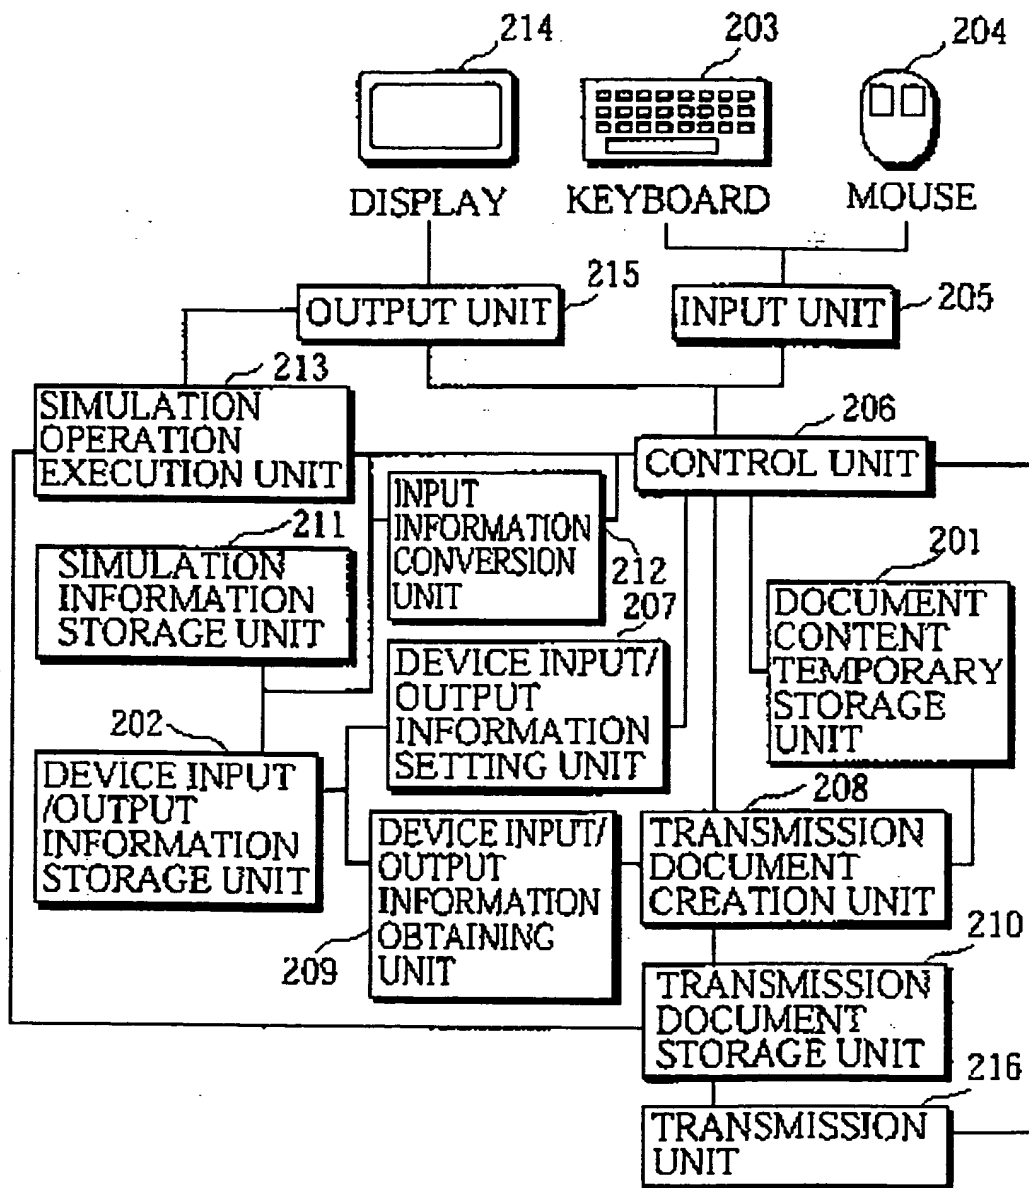 214
203
204
DISPLAY
KEYBOARD
MOUSE
215
OUTPUT UNIT
205
INPUT UNIT
213
SIMULATION
OPERATION
EXECUTION UNIT
206
CONTROL UNIT
INPUT
INFORMATION
CONVERSION
UNIT
212
211
SIMULATION
INFORMATION
STORAGE UNIT
201
DOCUMENT
CONTENT
TEMPORARY
STORAGE
UNIT
207
DEVICE INPUT/
OUTPUT
INFORMATION
SETTING UNIT
202
DEVICE INPUT
/OUTPUT
INFORMATION
STORAGE UNIT
208
TRANSMISSION
DOCUMENT
CREATION UNIT
DEVICE INPUT/
OUTPUT
INFORMATION
OBTAINING
UNIT
209
210
TRANSMISSION
DOCUMENT
STORAGE UNIT
216
TRANSMISSION
UNIT